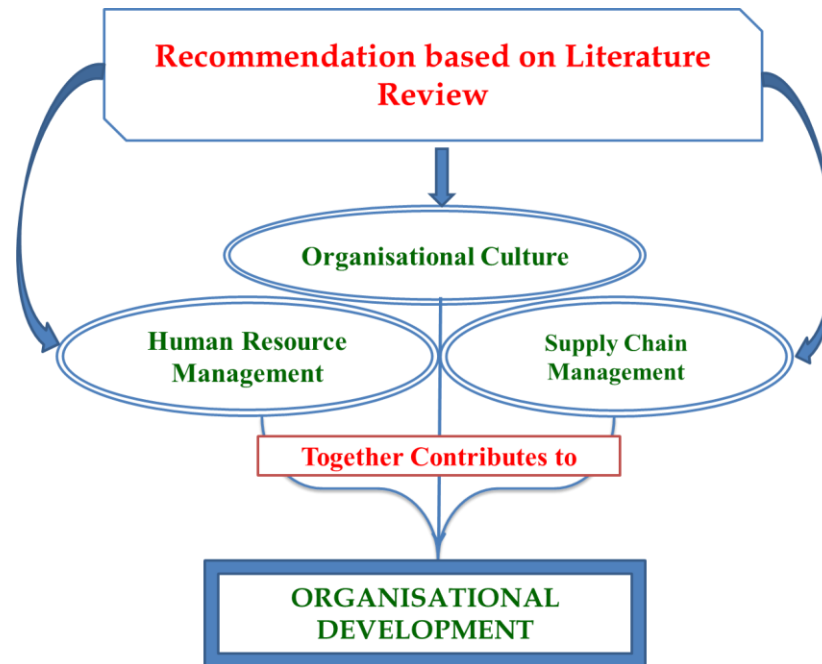 Recommendation based on Literature
Review
Organisational Culture
Human Resource
Management
Supply Chain
Management
Together Contributes to
ORGANISATIONAL
DEVELOPMENT